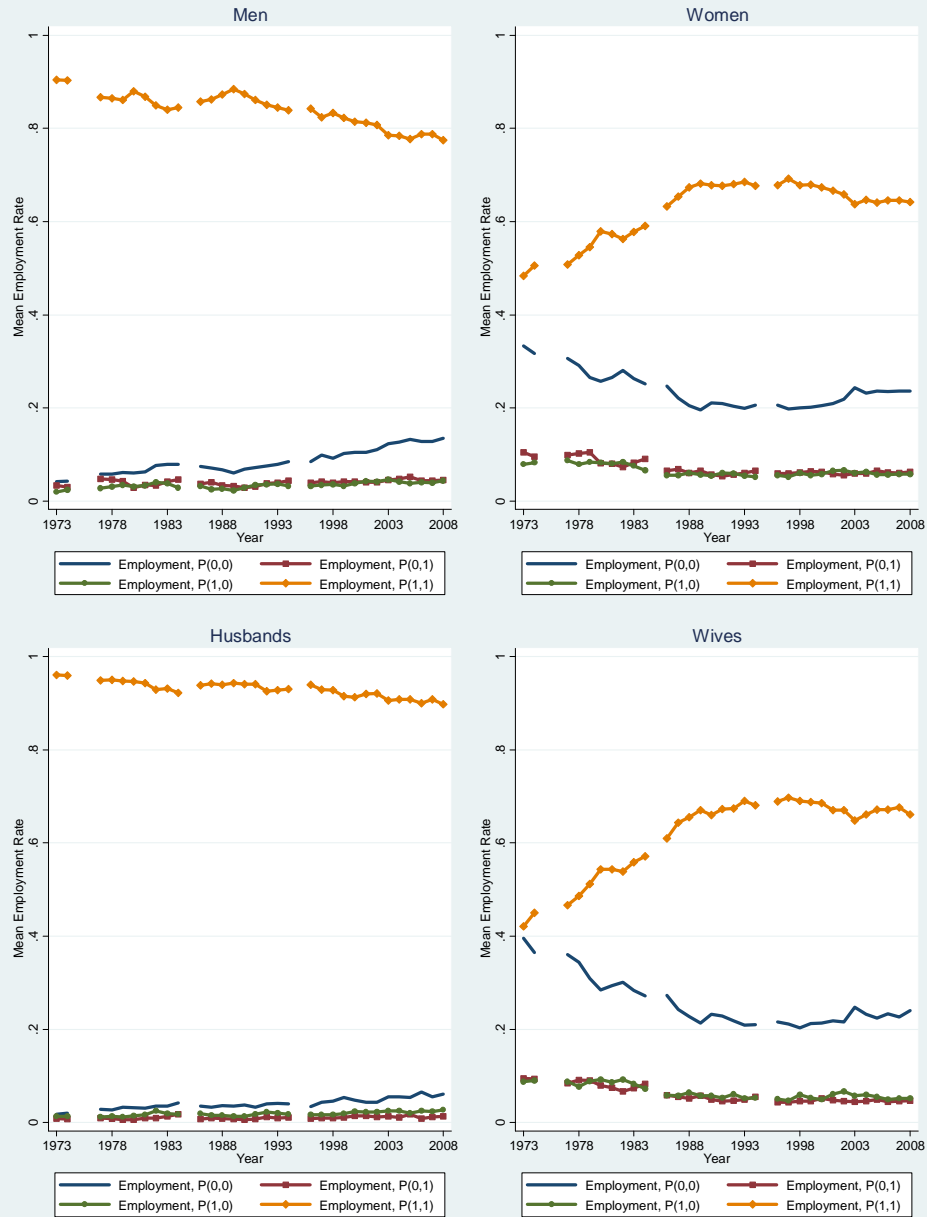 Men
Mean Employment Rate
1
.8
.6
.4
.2
0
1973 1978 1983 1988 1993 1998 2003 2008
Year
Employment, P(0,0) Employment, P(0,1)
Employment, P(1,0) Employment, P(1,1)
Women
Mean Employment Rate
1
.8
.6
.4
.2
0
1973 1978 1983 1988 1993 1998 2003 2008
Year
Employment, P(0,0) Employment, P(0,1)
Employment, P(1,0) Employment, P(1,1)
Husbands
Mean Employment Rate
1
.8
.6
.4
.2
0
1973 1978 1983 1988 1993 1998 2003 2008
Year
Employment, P(0,0) Employment, P(0,1)
Employment, P(1,0) Employment, P(1,1)
Wives
Mean Employment Rate
1
.8
.6
.4
.2
0
1973 1978 1983 1988 1993 1998 2003 2008
Year
Employment, P(0,0) Employment, P(0,1)
Employment, P(1,0) Employment, P(1,1)